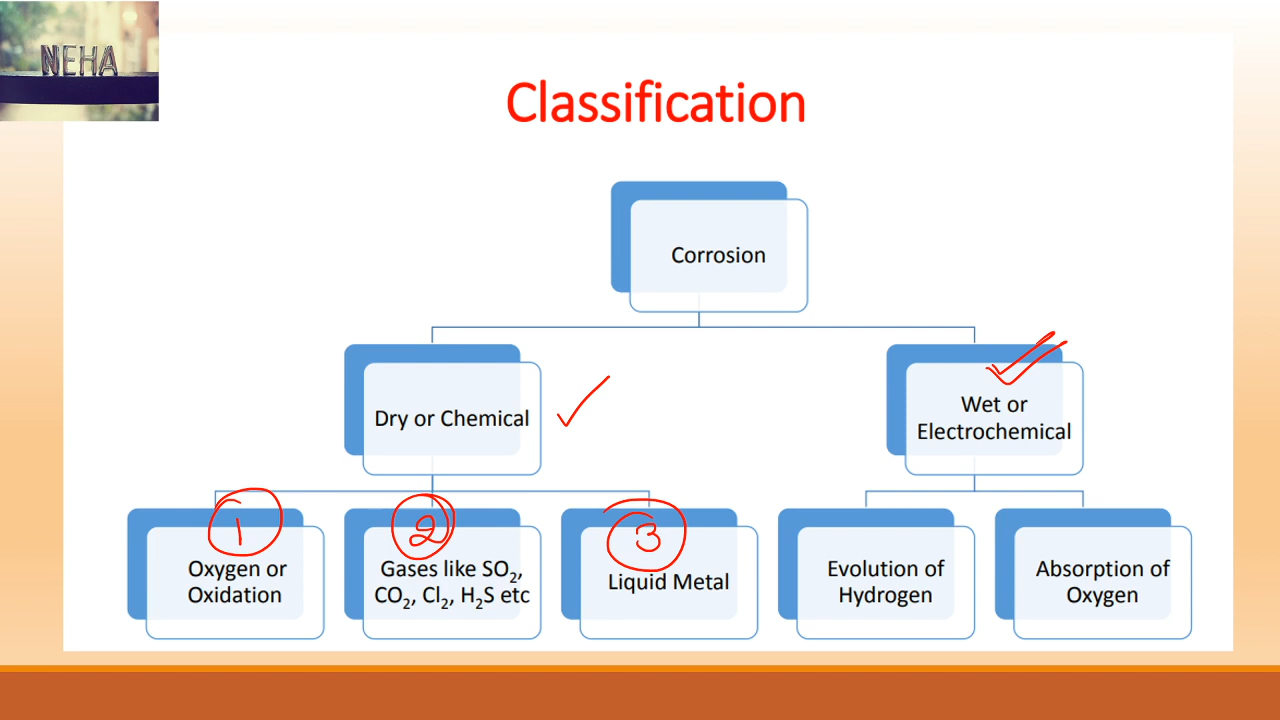 NEHA
Classification
Corrosion
Dry or Chemical
Wet or
Electrochemical
1
2
3
Oxygen or
Oxidation
Gases like SO₂,
CO₂, Cl₂, H₂S etc
Liquid Metal
Evolution of
Hydrogen
Absorption of
Oxygen